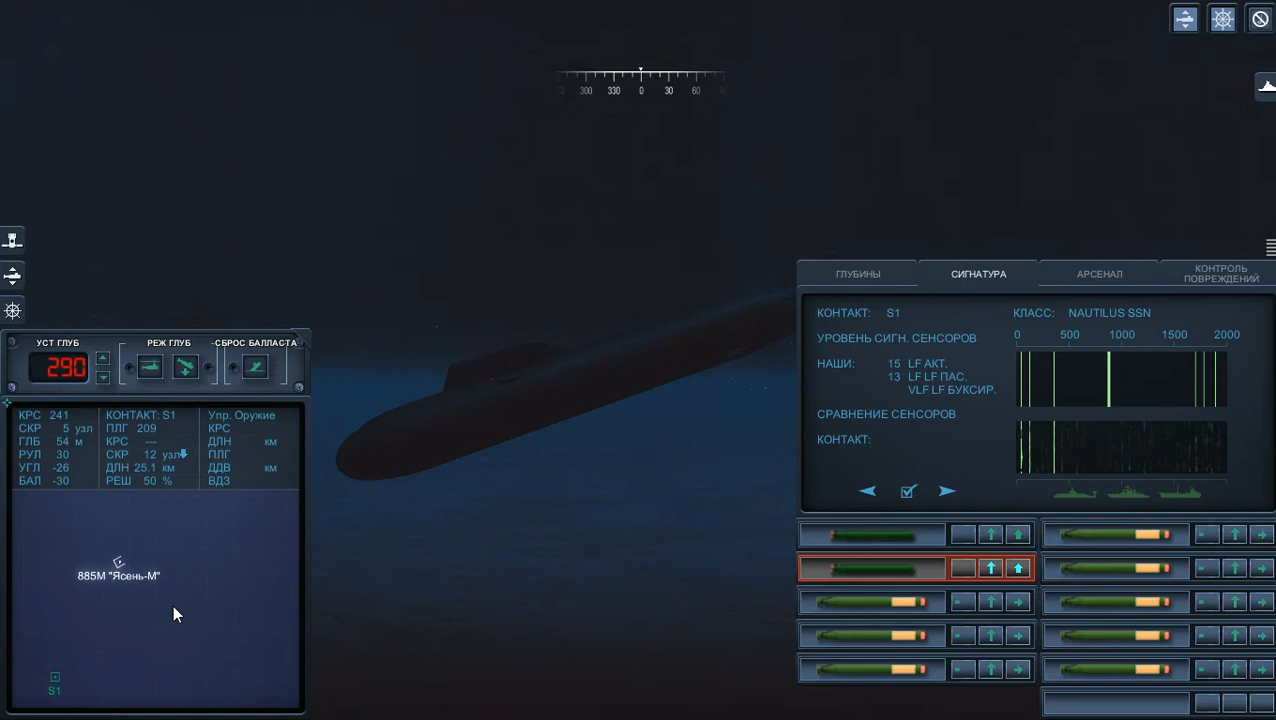 300 330 0 30 60
ГЛУБИНЫ
СИГНАТУРА
АРСЕНАЛ
КОНТРОЛЬ
ПОВРЕЖДЕНИЙ
КОНТАКТ: S1
КЛАСС: NAUTILUS SSN
0 500 1000 1500 2000
УРОВЕНЬ СИГН. СЕНСОРОВ
НАШИ: 15 LF АКТ.
13 LF LF ПАС.
VLF LF БУКСИР.
СРАВНЕНИЕ СЕНСОРОВ
КОНТАКТ:
УСТ ГЛУБ
РЕЖ ГЛУБ
СБРОС БАЛЛАСТА
290
КРС 241 КОНТАКТ: S1 Упр. Оружие
СКР 5 узл ПЛГ 209 КРС
ГЛБ 54 м КРС --- ДЛН км
РУЛ 30 СКР 12 узл ПЛГ
УГЛ -26 ДЛН 25.1 км ДДВ км
БАЛ -30 РЕШ 50 % ВДЗ
885М "Ясень-М"
S1